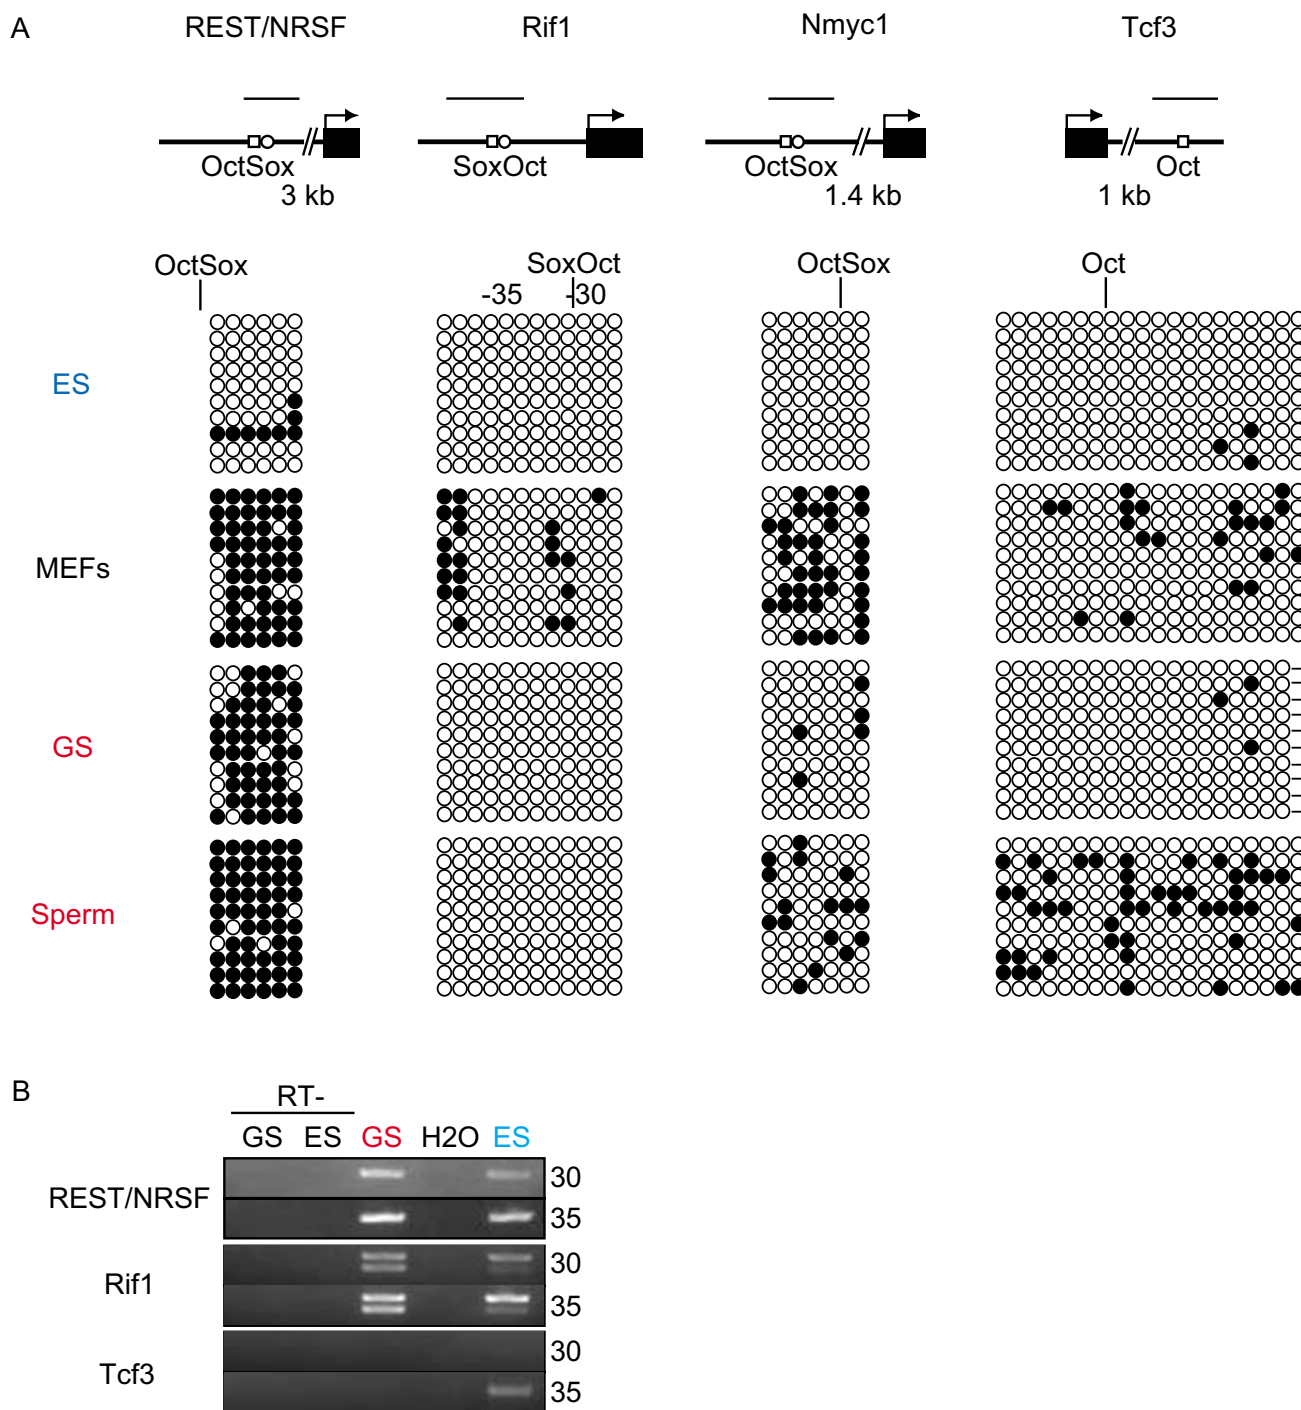 A
REST/NRSF Rif1 Nmyc1 Tcf3
OctSox SoxOct OctSox Oct
3 kb 1.4 kb 1 kb
OctSox SoxOct OctSox Oct
-35 -30
ES
MEFs
GS
Sperm
B
RT-
GS ES GS H2O ES
REST/NRSF
30
35
Rif1
30
35
Tcf3
30
35